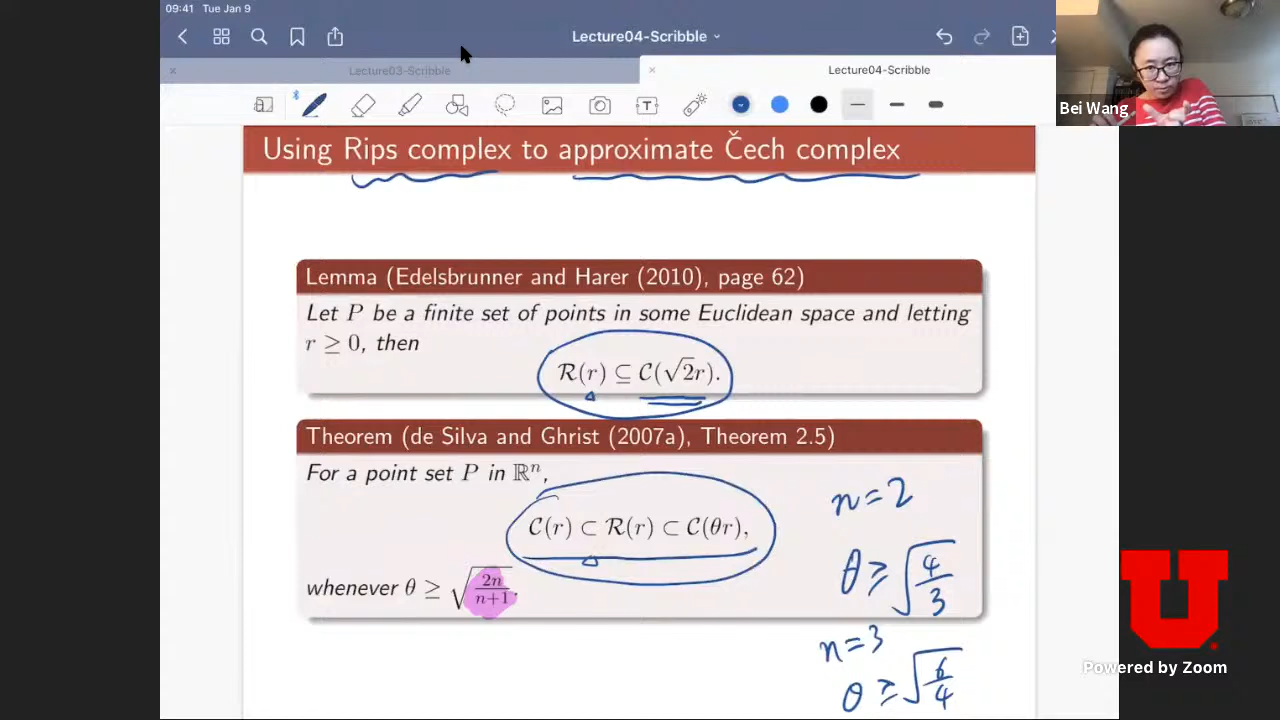 09:41 Tue Jan 9
Lecture04-Scribble
Lecture03-Scribble
Lecture04-Scribble
Bei Wang
Using Rips complex to approximate Čech complex
Lemma (Edelsbrunner and Harer (2010), page 62)
Let P be a finite set of points in some Euclidean space and letting
r ≥ 0, then
R(r) ⊆ C(√2r).
Theorem (de Silva and Ghrist (2007a), Theorem 2.5)
For a point set P in ℝⁿ,
C(r) ⊂ R(r) ⊂ C(θr),
whenever θ ≥ √(2n/(n+1)).
n=2
θ ≥ √(4/3)
n=3
θ ≥ √(6/4)
U
Powered by Zoom